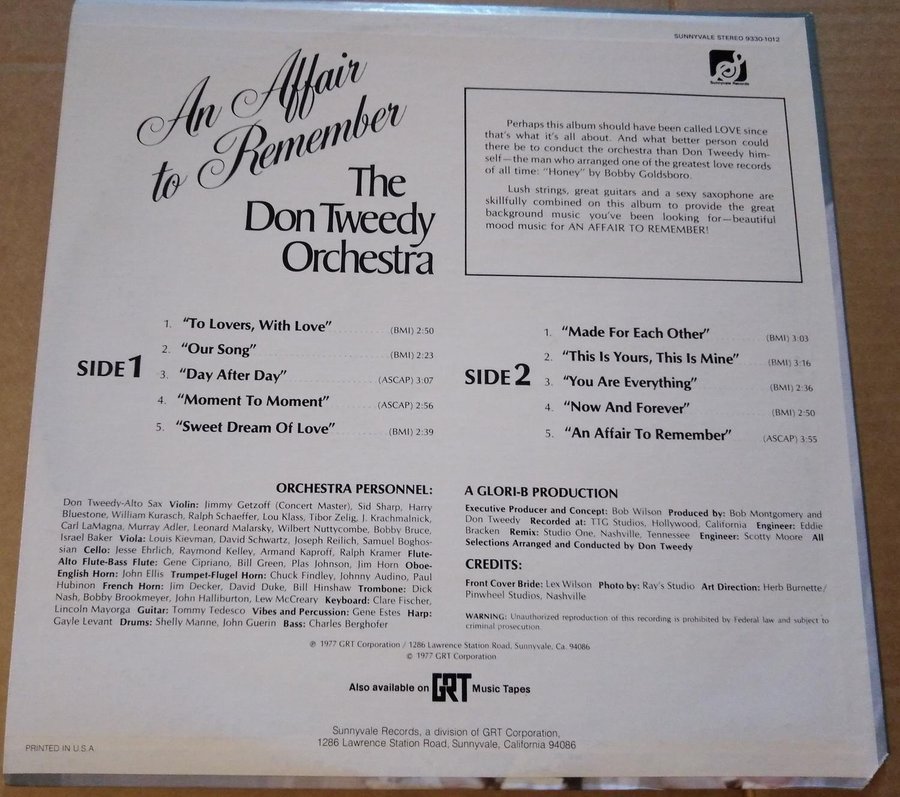 SUNNYVALE STEREO 9330-1012
Sunnyvale Records
An Affair
to Remember
The
Don Tweedy
Orchestra
Perhaps this album should have been called LOVE since
that's what it's all about. And what better person could
there be to conduct the orchestra than Don Tweedy him-
self—the man who arranged one of the greatest love records
of all time: "Honey" by Bobby Goldsboro.
Lush strings, great guitars and a sexy saxophone are
skillfully combined on this album to provide the great
background music you've been looking for—beautiful
mood music for AN AFFAIR TO REMEMBER!
SIDE 1
1. "To Lovers, With Love" (BMI) 2:50
2. "Our Song" (BMI) 2:23
3. "Day After Day" (ASCAP) 3:07
4. "Moment To Moment" (ASCAP) 2:56
5. "Sweet Dream Of Love" (BMI) 2:39
SIDE 2
1. "Made For Each Other" (BMI) 3:03
2. "This Is Yours, This Is Mine" (BMI) 3:16
3. "You Are Everything" (BMI) 2:36
4. "Now And Forever" (BMI) 2:50
5. "An Affair To Remember" (ASCAP) 3:55
ORCHESTRA PERSONNEL:
Don Tweedy-Alto Sax Violin: Jimmy Getzoff (Concert Master), Sid Sharp, Harry
Bluestone, William Kurasch, Ralph Schaeffer, Lou Klass, Tibor Zelig, J. Krachmalnick,
Carl LaMagna, Murray Adler, Leonard Malarsky, Wilbert Nuttycombe, Bobby Bruce,
Israel Baker Viola: Louis Kievman, David Schwartz, Joseph Reilich, Samuel Boghos-
sian Cello: Jesse Ehrlich, Raymond Kelley, Armand Kaproff, Ralph Kramer Flute-
Alto Flute-Bass Flute: Gene Cipriano, Bill Green, Plas Johnson, Jim Horn Oboe-
English Horn: John Ellis Trumpet-Flugel Horn: Chuck Findley, Johnny Audino, Paul
Hubinon French Horn: Jim Decker, David Duke, Bill Hinshaw Trombone: Dick
Nash, Bobby Brookmeyer, John Halliburton, Lew McCreary Keyboard: Clare Fischer,
Lincoln Mayorga Guitar: Tommy Tedesco Vibes and Percussion: Gene Estes Harp:
Gayle Levant Drums: Shelly Manne, John Guerin Bass: Charles Berghofer
A GLORI-B PRODUCTION
Executive Producer and Concept: Bob Wilson Produced by: Bob Montgomery and
Don Tweedy Recorded at: TTG Studios, Hollywood, California Engineer: Eddie
Bracken Remix: Studio One, Nashville, Tennessee Engineer: Scotty Moore All
Selections Arranged and Conducted by Don Tweedy
CREDITS:
Front Cover Bride: Lex Wilson Photo by: Ray's Studio Art Direction: Herb Burnette/
Pinwheel Studios, Nashville
WARNING: Unauthorized reproduction of this recording is prohibited by Federal law and subject to
criminal prosecution.
℗ 1977 GRT Corporation / 1286 Lawrence Station Road, Sunnyvale, Ca. 94086
© 1977 GRT Corporation
Also available on GRT Music Tapes
Sunnyvale Records, a division of GRT Corporation,
1286 Lawrence Station Road, Sunnyvale, California 94086
PRINTED IN U.S.A